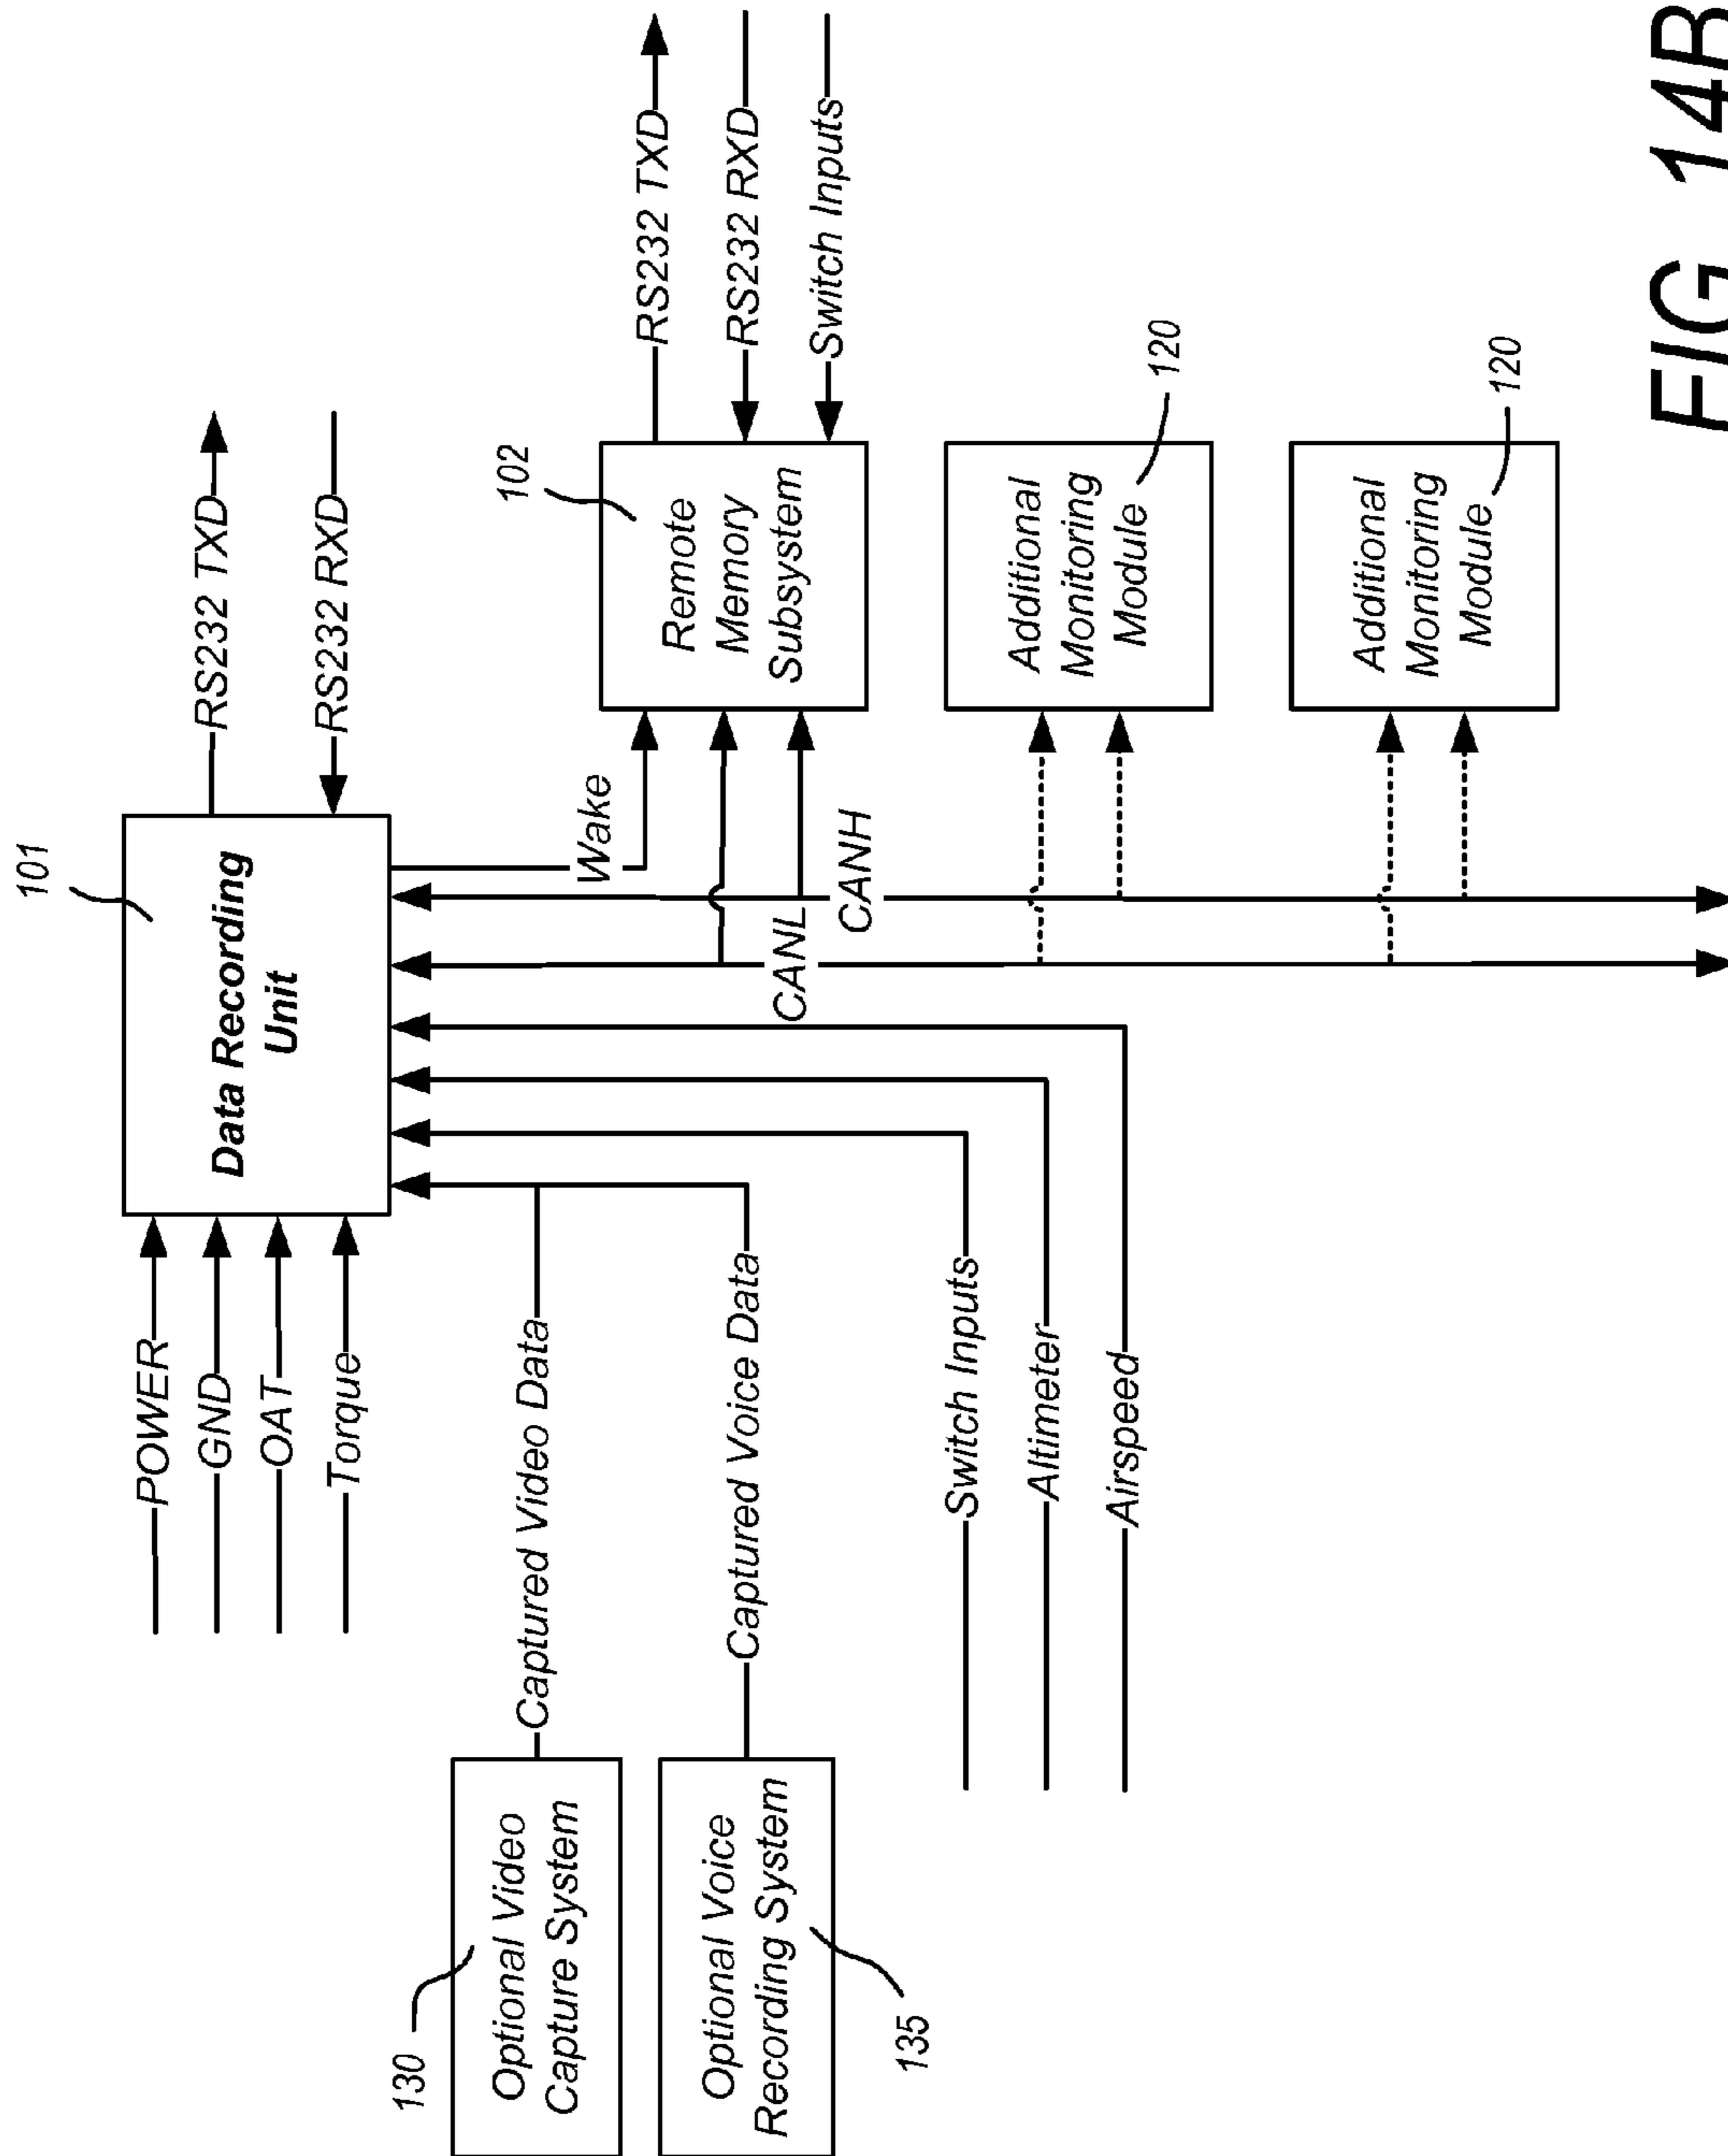 101
Data Recording
Unit
POWER
GND
OAT
Torque
RS232 TXD
RS232 RXD
130
Optional Video
Capture System
Captured Video Data
Optional Voice
Recording System
135
Captured Voice Data
Switch Inputs
Altimeter
Airspeed
Wake
CANL
CANH
102
Remote
Memory
Subsystem
RS232 TXD
RS232 RXD
Switch Inputs
Additional
Monitoring
Module
120
Additional
Monitoring
Module
120
FIG 14B